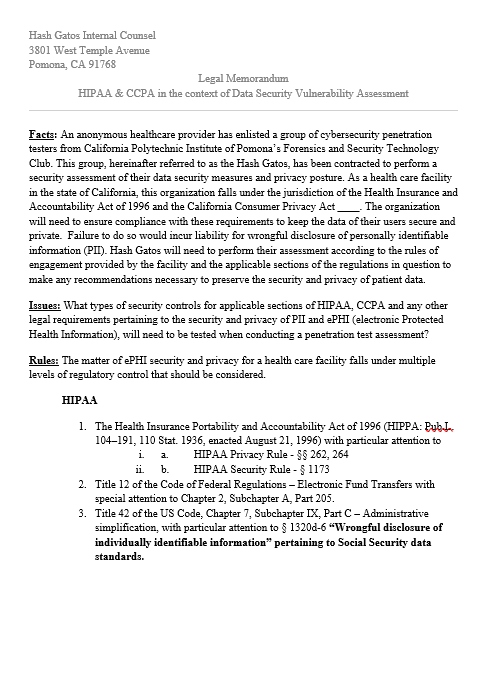 Hash Gatos Internal Counsel
3801 West Temple Avenue
Pomona, CA 91768
Legal Memorandum
HIPAA & CCPA in the context of Data Security Vulnerability Assessment
Facts: An anonymous healthcare provider has enlisted a group of cybersecurity penetration
testers from California Polytechnic Institute of Pomona's Forensics and Security Technology
Club. This group, hereinafter referred to as the Hash Gatos, has been contracted to perform a
security assessment of their data security measures and privacy posture. As a health care facility
in the state of California, this organization falls under the jurisdiction of the Health Insurance and
Accountability Act of 1996 and the California Consumer Privacy Act ____. The organization
will need to ensure compliance with these requirements to keep the data of their users secure and
private. Failure to do so would incur liability for wrongful disclosure of personally identifiable
information (PII). Hash Gatos will need to perform their assessment according to the rules of
engagement provided by the facility and the applicable sections of the regulations in question to
make any recommendations necessary to preserve the security and privacy of patient data.
Issues: What types of security controls for applicable sections of HIPAA, CCPA and any other
legal requirements pertaining to the security and privacy of PII and ePHI (electronic Protected
Health Information), will need to be tested when conducting a penetration test assessment?
Rules: The matter of ePHI security and privacy for a health care facility falls under multiple
levels of regulatory control that should be considered.
HIPAA
1. The Health Insurance Portability and Accountability Act of 1996 (HIPPA: Pub.L.
104–191, 110 Stat. 1936, enacted August 21, 1996) with particular attention to
i. a. HIPAA Privacy Rule - §§ 262, 264
ii. b. HIPAA Security Rule - § 1173
2. Title 12 of the Code of Federal Regulations – Electronic Fund Transfers with
special attention to Chapter 2, Subchapter A, Part 205.
3. Title 42 of the US Code, Chapter 7, Subchapter IX, Part C – Administrative
simplification, with particular attention to § 1320d-6 “Wrongful disclosure of
individually identifiable information” pertaining to Social Security data
standards.